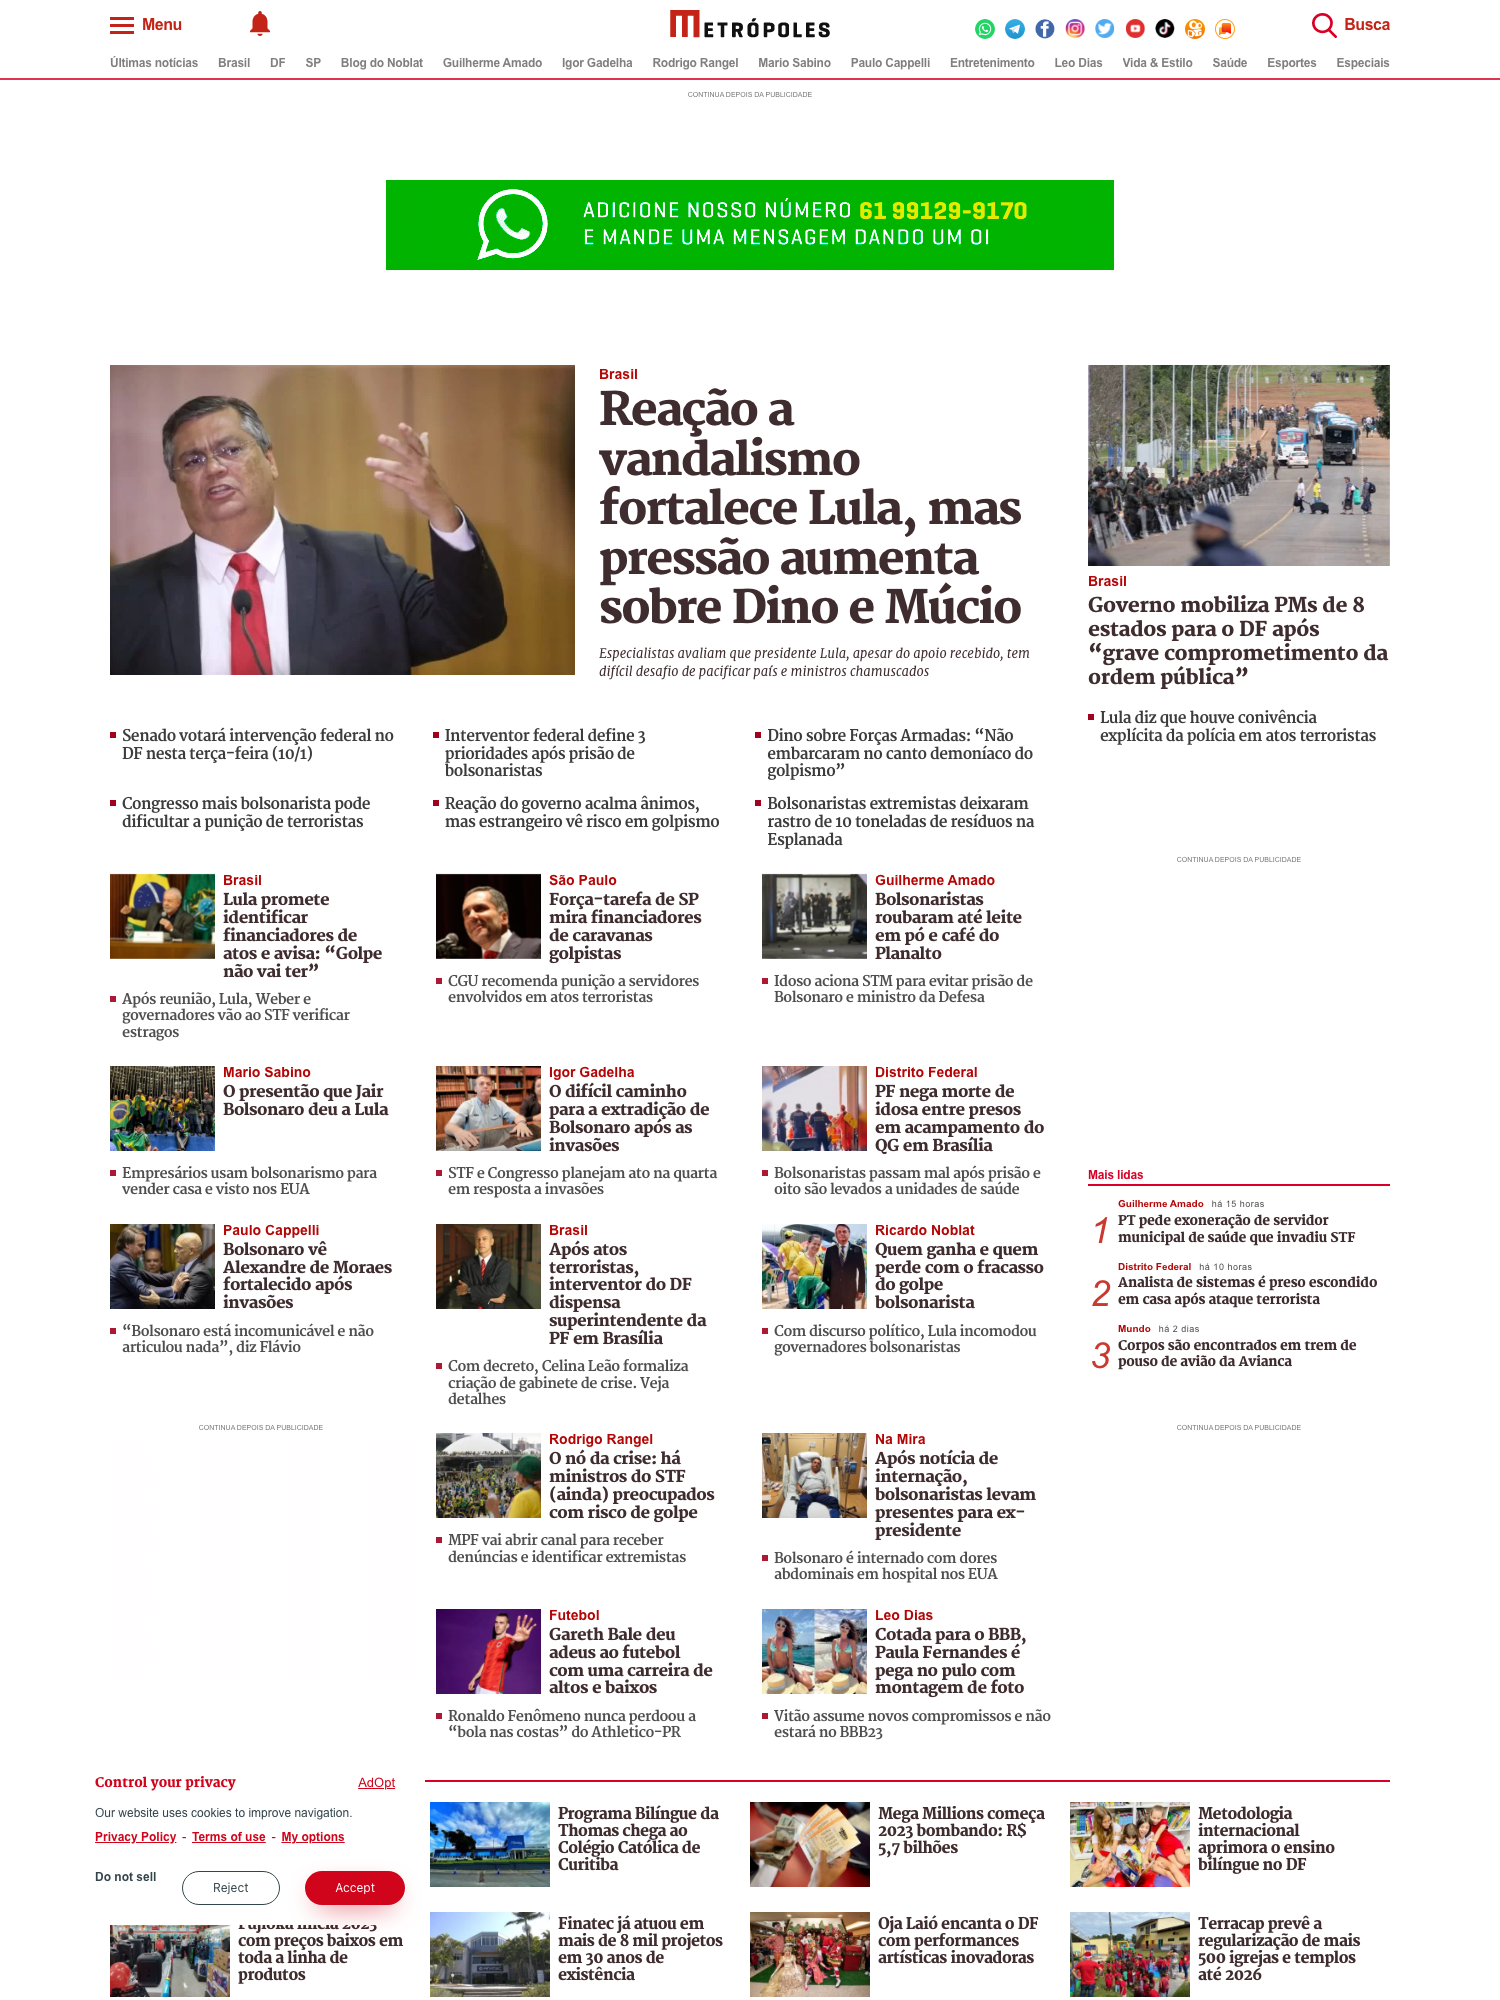 Menu
METRÓPOLES
Busca
Últimas notícias Brasil DF SP Blog do Noblat Guilherme Amado Igor Gadelha Rodrigo Rangel Mario Sabino Paulo Cappelli Entretenimento Leo Dias Vida & Estilo Saúde Esportes Especiais
CONTINUA DEPOIS DA PUBLICIDADE
ADICIONE NOSSO NÚMERO 61 99129-9170
E MANDE UMA MENSAGEM DANDO UM OI
Brasil
Reação a
vandalismo
fortalece Lula, mas
pressão aumenta
sobre Dino e Múcio
Especialistas avaliam que presidente Lula, apesar do apoio recebido, tem
difícil desafio de pacificar país e ministros chamuscados
Brasil
Governo mobiliza PMs de 8
estados para o DF após
“grave comprometimento da
ordem pública”
Lula diz que houve conivência
explícita da polícia em atos terroristas
Senado votará intervenção federal no
DF nesta terça-feira (10/1)
Interventor federal define 3
prioridades após prisão de
bolsonaristas
Dino sobre Forças Armadas: “Não
embarcaram no canto demoníaco do
golpismo”
Congresso mais bolsonarista pode
dificultar a punição de terroristas
Reação do governo acalma ânimos,
mas estrangeiro vê risco em golpismo
Bolsonaristas extremistas deixaram
rastro de 10 toneladas de resíduos na
Esplanada
CONTINUA DEPOIS DA PUBLICIDADE
Brasil
Lula promete
identificar
financiadores de
atos e avisa: “Golpe
não vai ter”
Após reunião, Lula, Weber e
governadores vão ao STF verificar
estragos
São Paulo
Força-tarefa de SP
mira financiadores
de caravanas
golpistas
CGU recomenda punição a servidores
envolvidos em atos terroristas
Guilherme Amado
Bolsonaristas
roubaram até leite
em pó e café do
Planalto
Idoso aciona STM para evitar prisão de
Bolsonaro e ministro da Defesa
Mario Sabino
O presentão que Jair
Bolsonaro deu a Lula
Empresários usam bolsonarismo para
vender casa e visto nos EUA
Igor Gadelha
O difícil caminho
para a extradição de
Bolsonaro após as
invasões
STF e Congresso planejam ato na quarta
em resposta a invasões
Distrito Federal
PF nega morte de
idosa entre presos
em acampamento do
QG em Brasília
Bolsonaristas passam mal após prisão e
oito são levados a unidades de saúde
Mais lidas
Guilherme Amado há 15 horas
1 PT pede exoneração de servidor
municipal de saúde que invadiu STF
Distrito Federal há 10 horas
2 Analista de sistemas é preso escondido
em casa após ataque terrorista
Mundo há 2 dias
3 Corpos são encontrados em trem de
pouso de avião da Avianca
Paulo Cappelli
Bolsonaro vê
Alexandre de Moraes
fortalecido após
invasões
“Bolsonaro está incomunicável e não
articulou nada”, diz Flávio
Brasil
Após atos
terroristas,
interventor do DF
dispensa
superintendente da
PF em Brasília
Com decreto, Celina Leão formaliza
criação de gabinete de crise. Veja
detalhes
Ricardo Noblat
Quem ganha e quem
perde com o fracasso
do golpe
bolsonarista
Com discurso político, Lula incomodou
governadores bolsonaristas
CONTINUA DEPOIS DA PUBLICIDADE
CONTINUA DEPOIS DA PUBLICIDADE
Rodrigo Rangel
O nó da crise: há
ministros do STF
(ainda) preocupados
com risco de golpe
MPF vai abrir canal para receber
denúncias e identificar extremistas
Na Mira
Após notícia de
internação,
bolsonaristas levam
presentes para ex-
presidente
Bolsonaro é internado com dores
abdominais em hospital nos EUA
Futebol
Gareth Bale deu
adeus ao futebol
com uma carreira de
altos e baixos
Ronaldo Fenômeno nunca perdoou a
“bola nas costas” do Athletico-PR
Leo Dias
Cotada para o BBB,
Paula Fernandes é
pega no pulo com
montagem de foto
Vitão assume novos compromissos e não
estará no BBB23
Control your privacy AdOpt
Our website uses cookies to improve navigation.
Privacy Policy - Terms of use - My options
Do not sell
Reject
Accept
Programa Bilíngue da
Thomas chega ao
Colégio Católica de
Curitiba
Mega Millions começa
2023 bombando: R$
5,7 bilhões
Metodologia
internacional
aprimora o ensino
bilíngue no DF
Fujioka inicia 2023
com preços baixos em
toda a linha de
produtos
Finatec já atuou em
mais de 8 mil projetos
em 30 anos de
existência
Oja Laió encanta o DF
com performances
artísticas inovadoras
Terracap prevê a
regularização de mais
500 igrejas e templos
até 2026